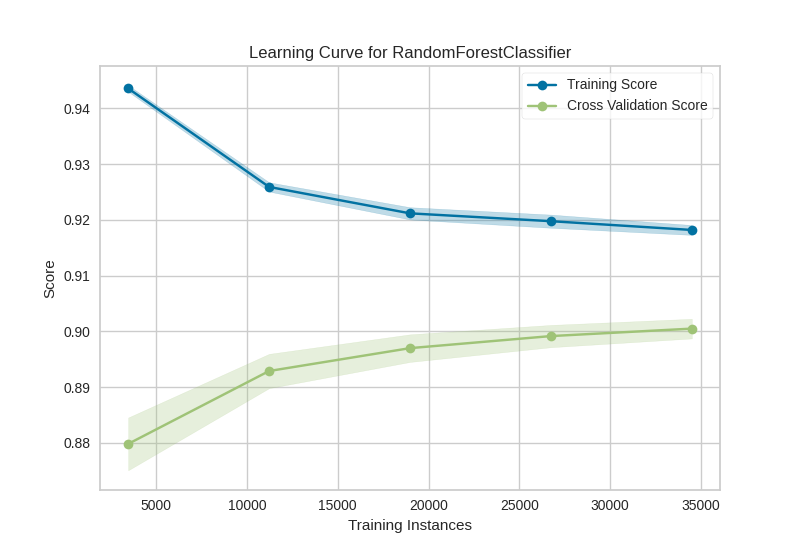 Learning Curve for RandomForestClassifier
Training Score
Cross Validation Score
0.94
0.93
0.92
0.91
0.90
0.89
0.88
Score
5000 10000 15000 20000 25000 30000 35000
Training Instances